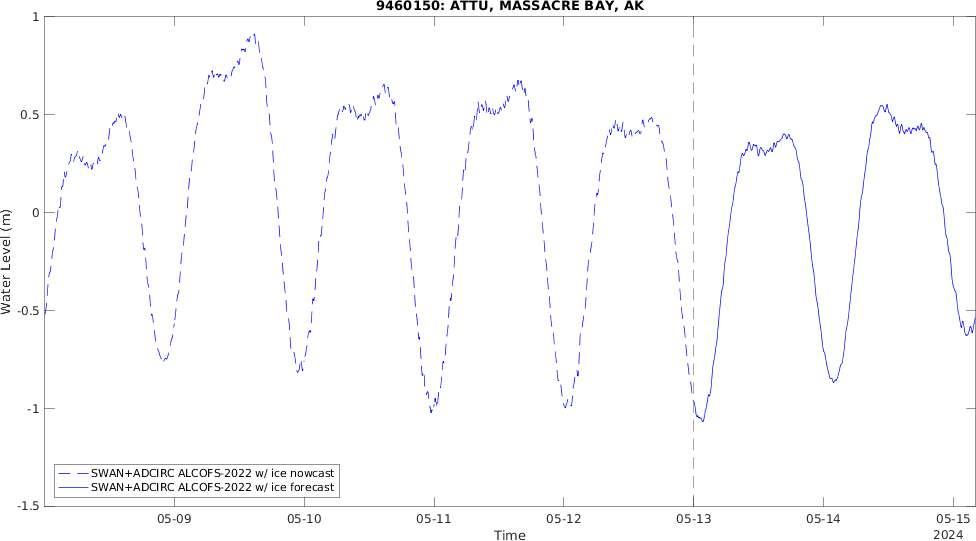 9460150: ATTU, MASSACRE BAY, AK
1
0.5
0
-0.5
-1
-1.5
Water Level (m)
SWAN+ADCIRC ALCOFS-2022 w/ ice nowcast
SWAN+ADCIRC ALCOFS-2022 w/ ice forecast
05-09 05-10 05-11 05-12 05-13 05-14 05-15
Time 2024